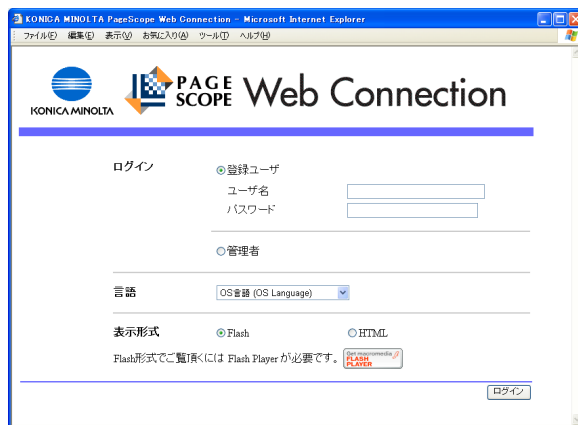 KONICA MINOLTA PageScope Web Connection - Microsoft Internet Explorer
ファイル(F) 編集(E) 表示(V) お気に入り(A) ツール(T) ヘルプ(H)
KONICA MINOLTA
PAGE SCOPE Web Connection
ログイン
登録ユーザ
ユーザ名
パスワード
管理者
言語
OS言語 (OS Language)
表示形式
Flash
HTML
Flash形式でご覧頂くには Flash Player が必要です。
Get macromedia
FLASH
PLAYER
ログイン